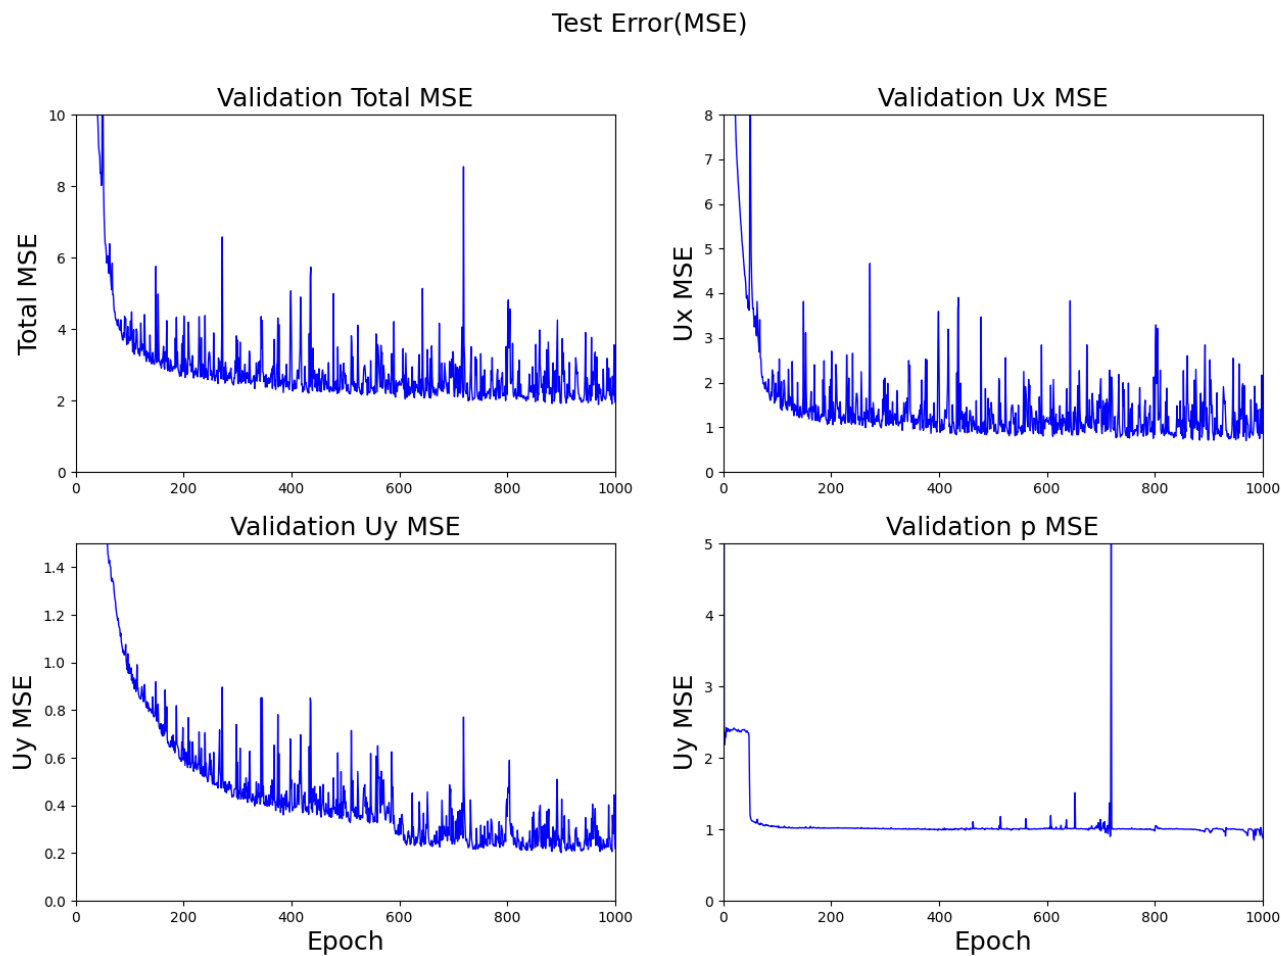 Test Error(MSE)
Validation Total MSE
Total MSE
10
8
6
4
2
0
0 200 400 600 800 1000
Validation Ux MSE
Ux MSE
8
7
6
5
4
3
2
1
0
0 200 400 600 800 1000
Validation Uy MSE
Uy MSE
1.4
1.2
1.0
0.8
0.6
0.4
0.2
0.0
0 200 400 600 800 1000
Epoch
Validation p MSE
Uy MSE
5
4
3
2
1
0
0 200 400 600 800 1000
Epoch